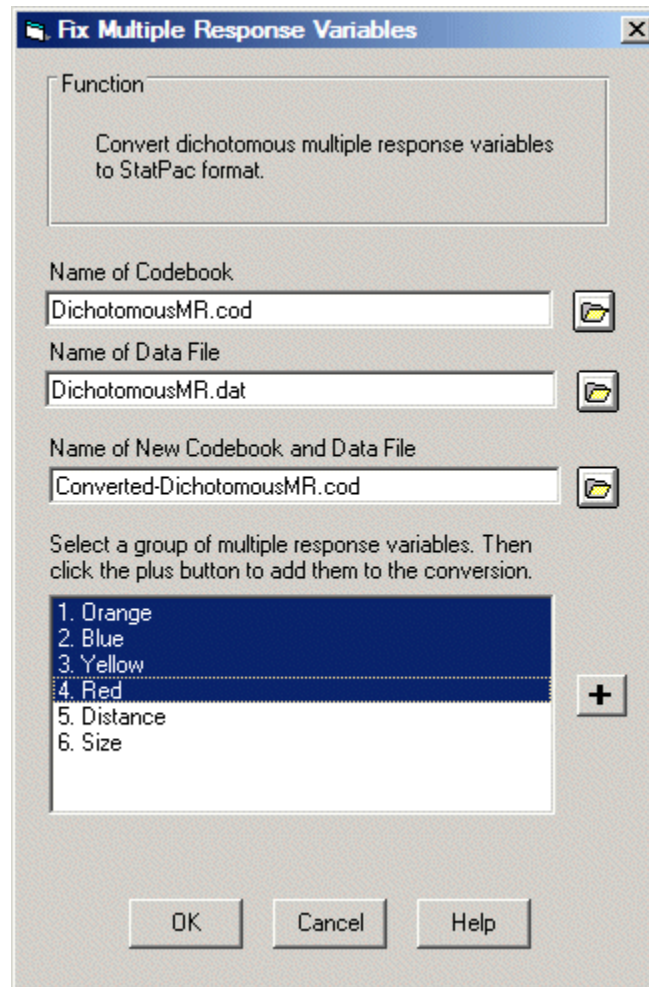 Fix Multiple Response Variables
Function
Convert dichotomous multiple response variables
to StatPac format.
Name of Codebook
DichotomousMR.cod
Name of Data File
DichotomousMR.dat
Name of New Codebook and Data File
Converted-DichotomousMR.cod
Select a group of multiple response variables. Then
click the plus button to add them to the conversion.
1. Orange
2. Blue
3. Yellow
4. Red
5. Distance
6. Size
+
OK Cancel Help